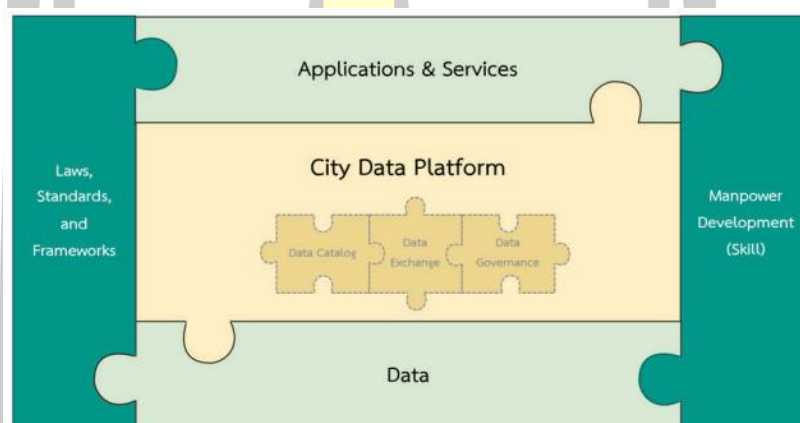 Applications & Services
Laws,
Standards,
and
Frameworks
City Data Platform
Data Catalog
Data
Exchange
Data
Governance
Manpower
Development
(Skill)
Data